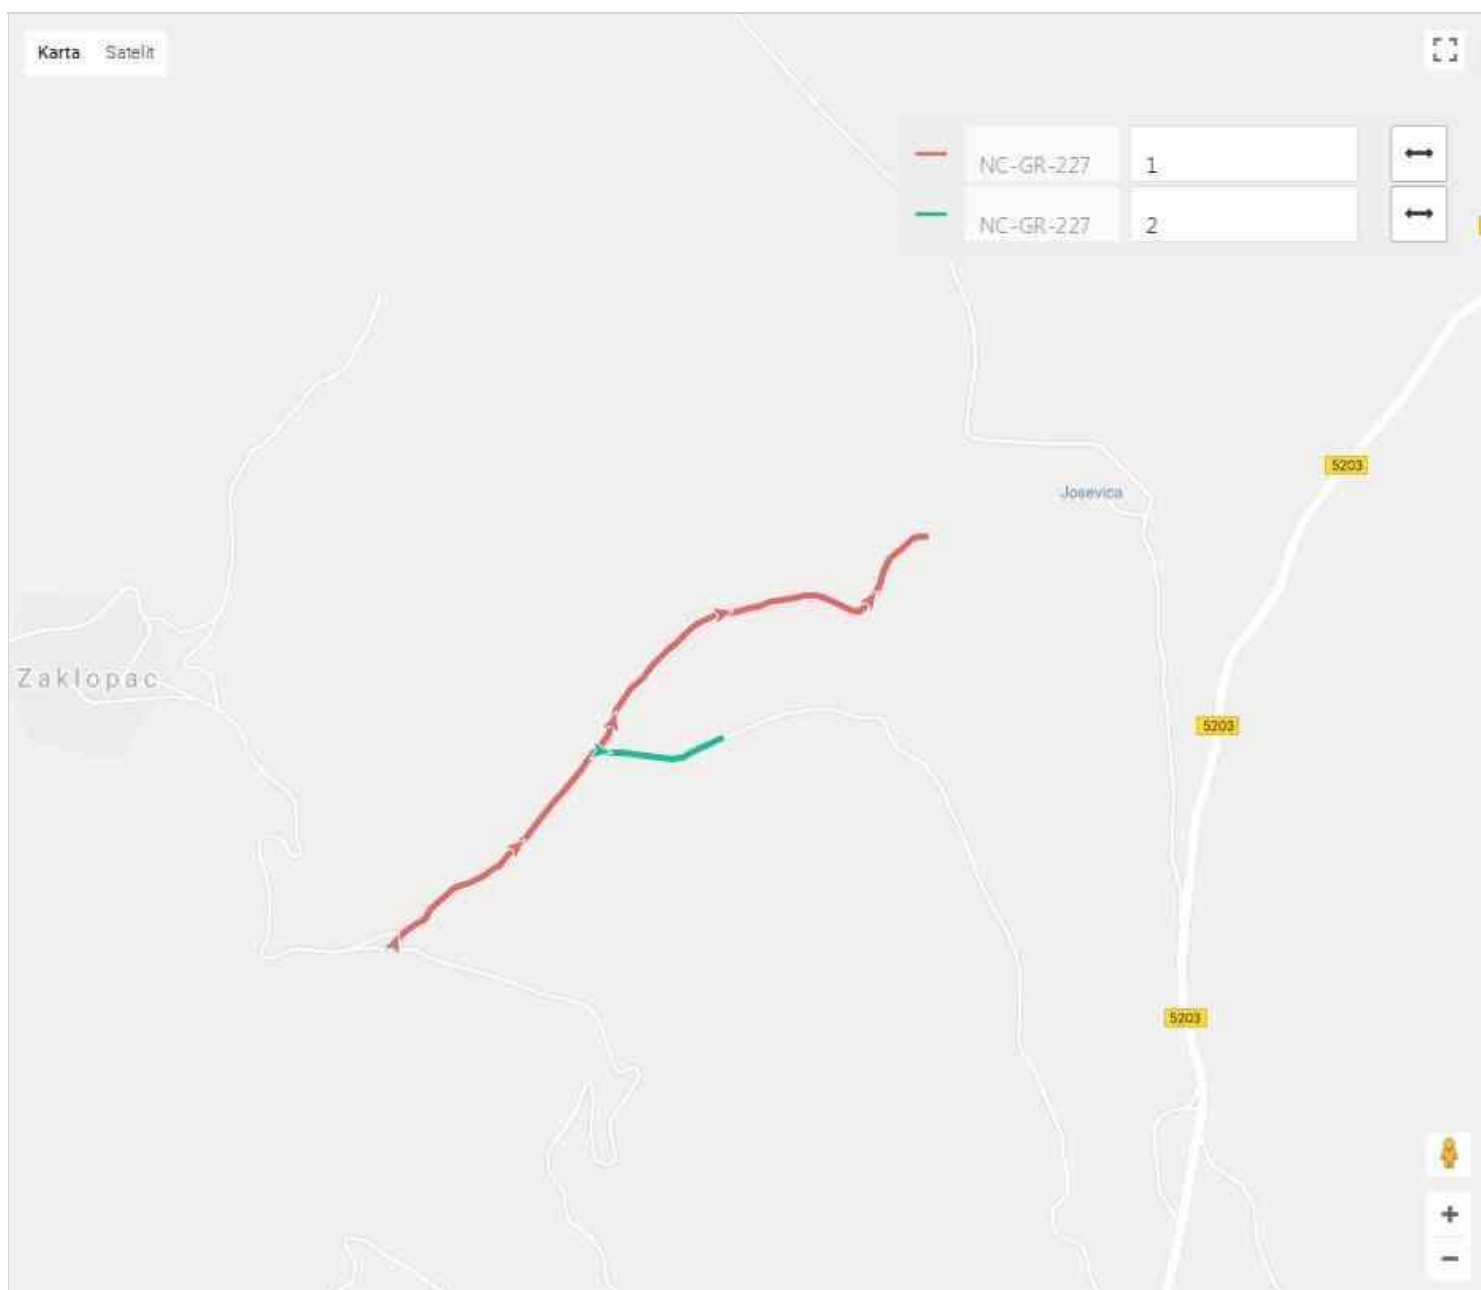 Karta Satelit
NC-GR-227 1
NC-GR-227 2
5203
Josevica
Zaklopac
5203
5203